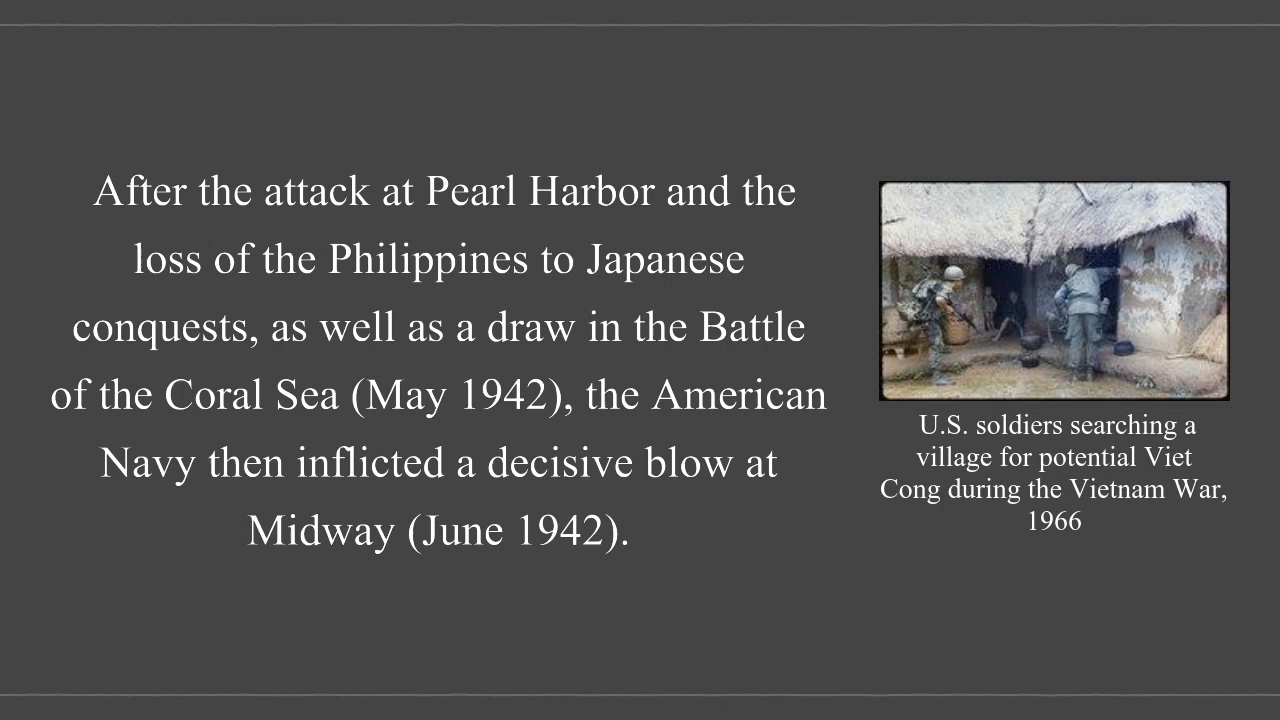 After the attack at Pearl Harbor and the
loss of the Philippines to Japanese
conquests, as well as a draw in the Battle
of the Coral Sea (May 1942), the American
Navy then inflicted a decisive blow at
Midway (June 1942).
U.S. soldiers searching a
village for potential Viet
Cong during the Vietnam War,
1966